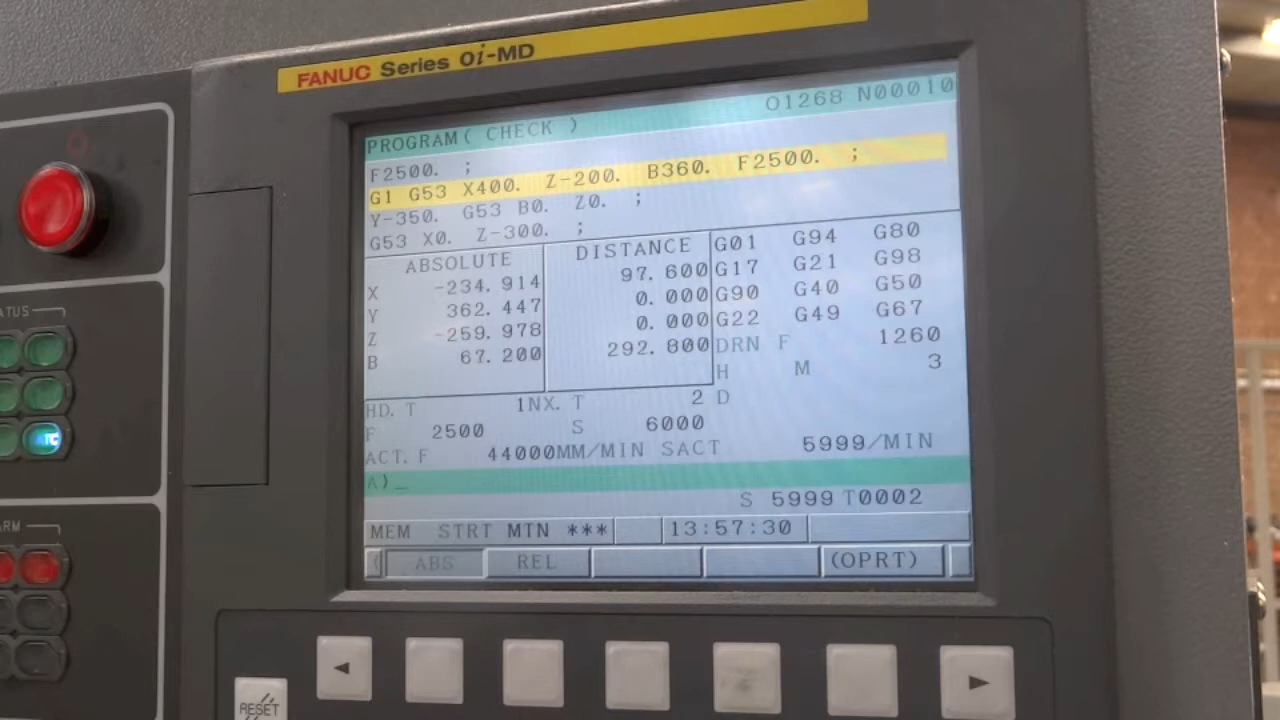 FANUC Series 0i-MD
PROGRAM( CHECK ) O1268 N00010
F2500. ;
G1 G53 X400. Z-200. B360. F2500. ;
Y-350. G53 B0. Z0. ;
G53 X0. Z-300. ;
ABSOLUTE DISTANCE G01 G94 G80
X -234.914 97.600 G17 G21 G98
Y 362.447 0.000 G90 G40 G50
Z -259.978 0.000 G22 G49 G67
B 67.200 292.800 DRN F 1260
H M 3
HD. T 1 NX. T 2 D
F 2500 S 6000
ACT. F 44000MM/MIN SACT 5999/MIN
A)_
S 5999 T0002
MEM STRT MTN *** 13:57:30
( ABS REL (OPRT)
RESET